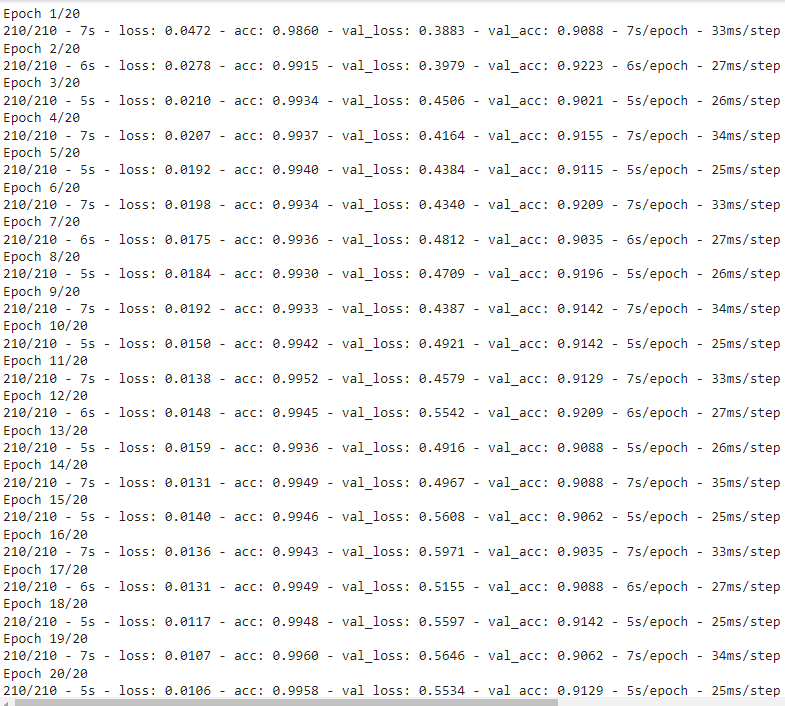 Epoch 1/20
210/210 - 7s - loss: 0.0472 - acc: 0.9860 - val_loss: 0.3883 - val_acc: 0.9088 - 7s/epoch - 33ms/step
Epoch 2/20
210/210 - 6s - loss: 0.0278 - acc: 0.9915 - val_loss: 0.3979 - val_acc: 0.9223 - 6s/epoch - 27ms/step
Epoch 3/20
210/210 - 5s - loss: 0.0210 - acc: 0.9934 - val_loss: 0.4506 - val_acc: 0.9021 - 5s/epoch - 26ms/step
Epoch 4/20
210/210 - 7s - loss: 0.0207 - acc: 0.9937 - val_loss: 0.4164 - val_acc: 0.9155 - 7s/epoch - 34ms/step
Epoch 5/20
210/210 - 5s - loss: 0.0192 - acc: 0.9940 - val_loss: 0.4384 - val_acc: 0.9115 - 5s/epoch - 25ms/step
Epoch 6/20
210/210 - 7s - loss: 0.0198 - acc: 0.9934 - val_loss: 0.4340 - val_acc: 0.9209 - 7s/epoch - 33ms/step
Epoch 7/20
210/210 - 6s - loss: 0.0175 - acc: 0.9936 - val_loss: 0.4812 - val_acc: 0.9035 - 6s/epoch - 27ms/step
Epoch 8/20
210/210 - 5s - loss: 0.0184 - acc: 0.9930 - val_loss: 0.4709 - val_acc: 0.9196 - 5s/epoch - 26ms/step
Epoch 9/20
210/210 - 7s - loss: 0.0192 - acc: 0.9933 - val_loss: 0.4387 - val_acc: 0.9142 - 7s/epoch - 34ms/step
Epoch 10/20
210/210 - 5s - loss: 0.0150 - acc: 0.9942 - val_loss: 0.4921 - val_acc: 0.9142 - 5s/epoch - 25ms/step
Epoch 11/20
210/210 - 7s - loss: 0.0138 - acc: 0.9952 - val_loss: 0.4579 - val_acc: 0.9129 - 7s/epoch - 33ms/step
Epoch 12/20
210/210 - 6s - loss: 0.0148 - acc: 0.9945 - val_loss: 0.5542 - val_acc: 0.9209 - 6s/epoch - 27ms/step
Epoch 13/20
210/210 - 5s - loss: 0.0159 - acc: 0.9936 - val_loss: 0.4916 - val_acc: 0.9088 - 5s/epoch - 26ms/step
Epoch 14/20
210/210 - 7s - loss: 0.0131 - acc: 0.9949 - val_loss: 0.4967 - val_acc: 0.9088 - 7s/epoch - 35ms/step
Epoch 15/20
210/210 - 5s - loss: 0.0140 - acc: 0.9946 - val_loss: 0.5608 - val_acc: 0.9062 - 5s/epoch - 25ms/step
Epoch 16/20
210/210 - 7s - loss: 0.0136 - acc: 0.9943 - val_loss: 0.5971 - val_acc: 0.9035 - 7s/epoch - 33ms/step
Epoch 17/20
210/210 - 6s - loss: 0.0131 - acc: 0.9949 - val_loss: 0.5155 - val_acc: 0.9088 - 6s/epoch - 27ms/step
Epoch 18/20
210/210 - 5s - loss: 0.0117 - acc: 0.9948 - val_loss: 0.5597 - val_acc: 0.9142 - 5s/epoch - 25ms/step
Epoch 19/20
210/210 - 7s - loss: 0.0107 - acc: 0.9960 - val_loss: 0.5646 - val_acc: 0.9062 - 7s/epoch - 34ms/step
Epoch 20/20
210/210 - 5s - loss: 0.0106 - acc: 0.9958 - val_loss: 0.5534 - val_acc: 0.9129 - 5s/epoch - 25ms/step